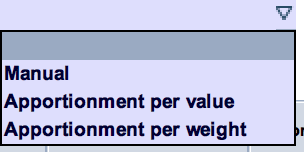 Manual
Apportionment per value
Apportionment per weight